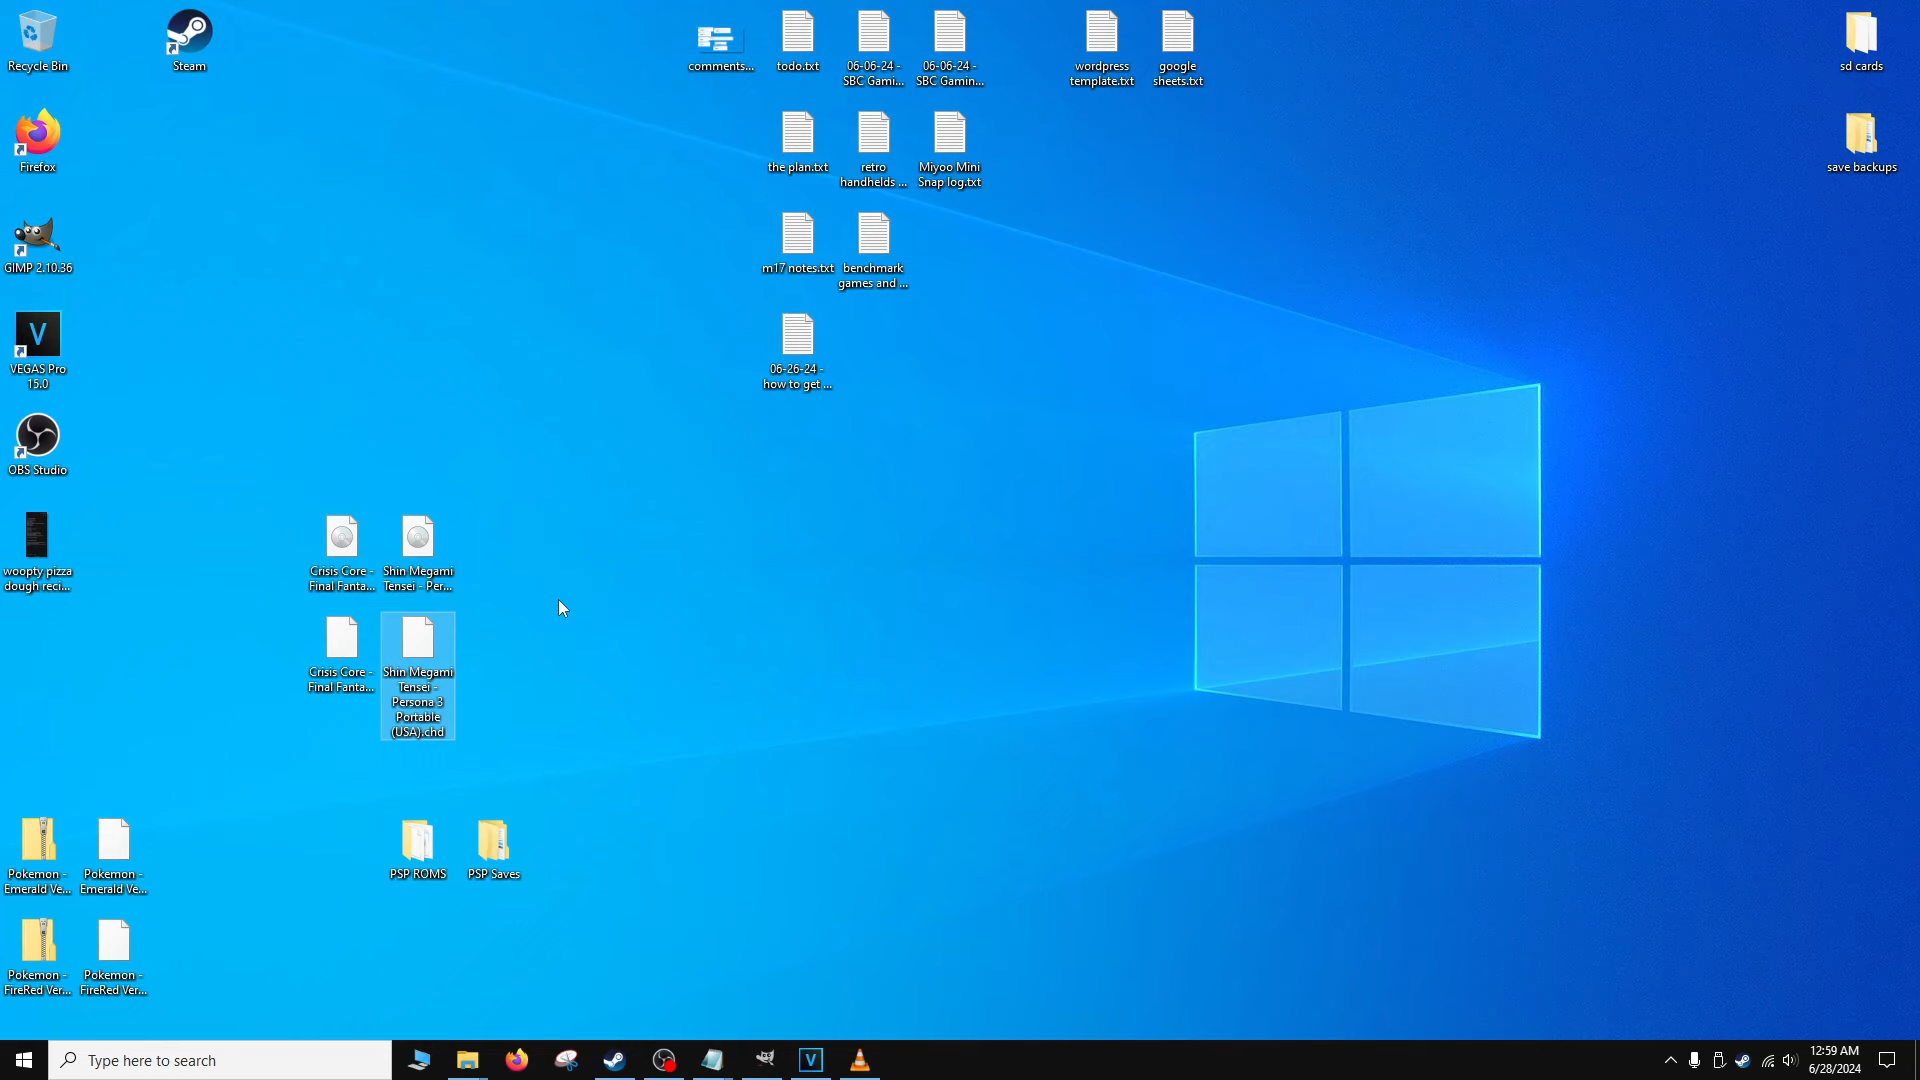 Recycle Bin
Steam
comments...
todo.txt
06-06-24 -
SBC Gami...
06-06-24 -
SBC Gamin...
wordpress
template.txt
google
sheets.txt
sd cards
Firefox
the plan.txt
retro
handhelds ...
Miyoo Mini
Snap log.txt
save backups
GIMP 2.10.36
m17 notes.txt
benchmark
games and ...
VEGAS Pro
15.0
06-26-24 -
how to get ...
OBS Studio
woopty pizza
dough reci...
Crisis Core -
Final Fanta...
Shin Megami
Tensei - Per...
Crisis Core -
Final Fanta...
Shin Megami
Tensei -
Persona 3
Portable
(USA).chd
Pokemon -
Emerald Ve...
Pokemon -
Emerald Ve...
PSP ROMS
PSP Saves
Pokemon -
FireRed Ver...
Pokemon -
FireRed Ver...
Type here to search
12:59 AM
6/28/2024